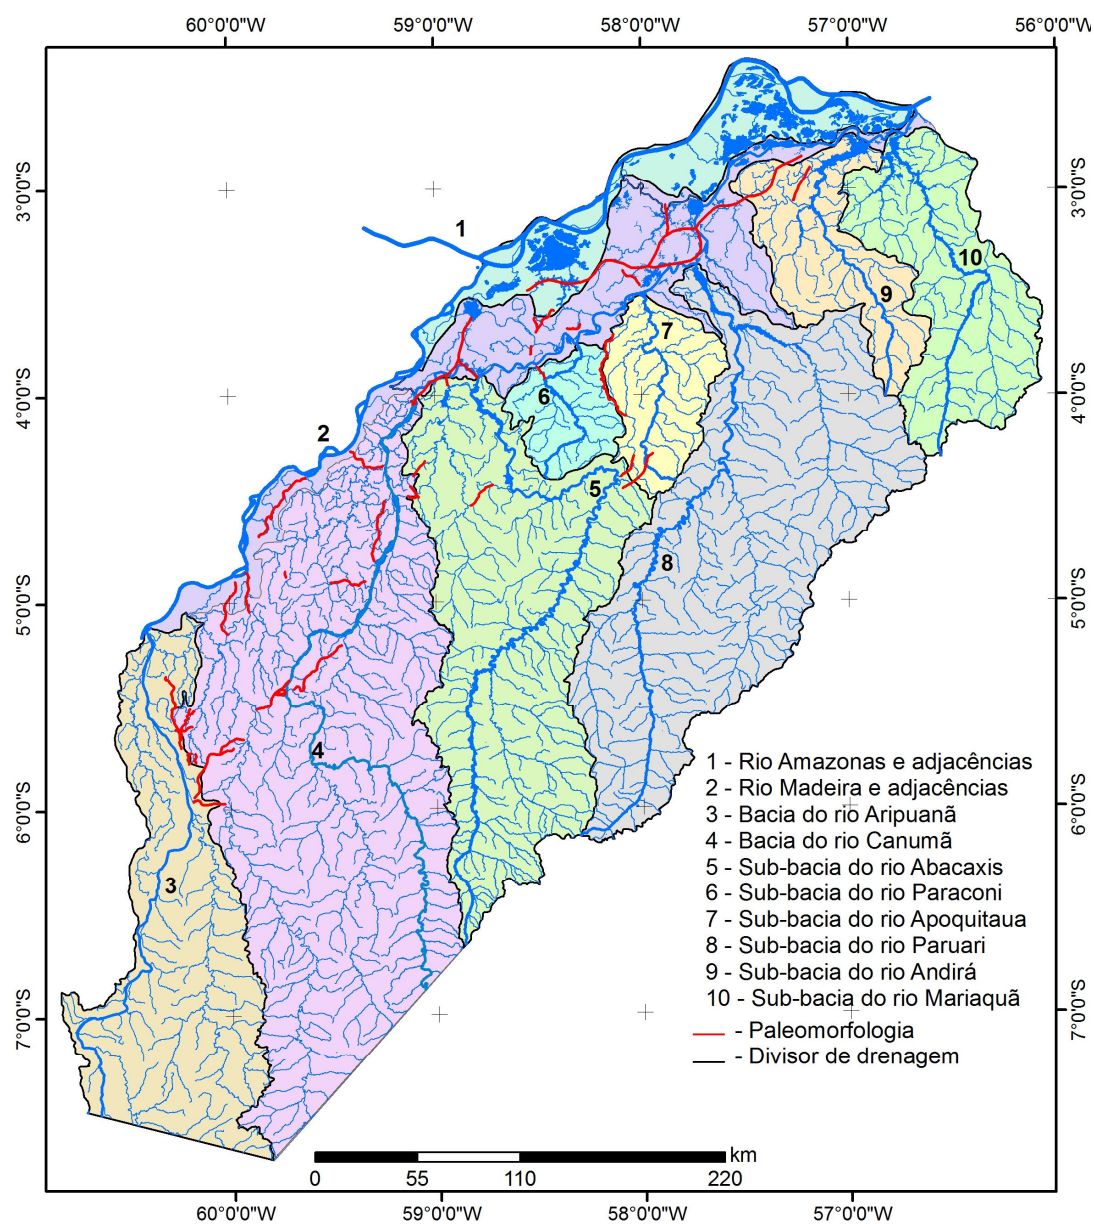 60°0'0"W 59°0'0"W 58°0'0"W 57°0'0"W 56°0'0"W
3°0'0"S 3°0'0"S
4°0'0"S 4°0'0"S
5°0'0"S 5°0'0"S
6°0'0"S 6°0'0"S
7°0'0"S 7°0'0"S
1
10
9
7
6
2
5
8
4
3
1 - Rio Amazonas e adjacências
2 - Rio Madeira e adjacências
3 - Bacia do rio Aripuanã
4 - Bacia do rio Canumã
5 - Sub-bacia do rio Abacaxis
6 - Sub-bacia do rio Paraconi
7 - Sub-bacia do rio Apoquitaua
8 - Sub-bacia do rio Paruari
9 - Sub-bacia do rio Andirá
10 - Sub-bacia do rio Mariaquã
- Paleomorfologia
- Divisor de drenagem
km
0 55 110 220
60°0'0"W 59°0'0"W 58°0'0"W 57°0'0"W